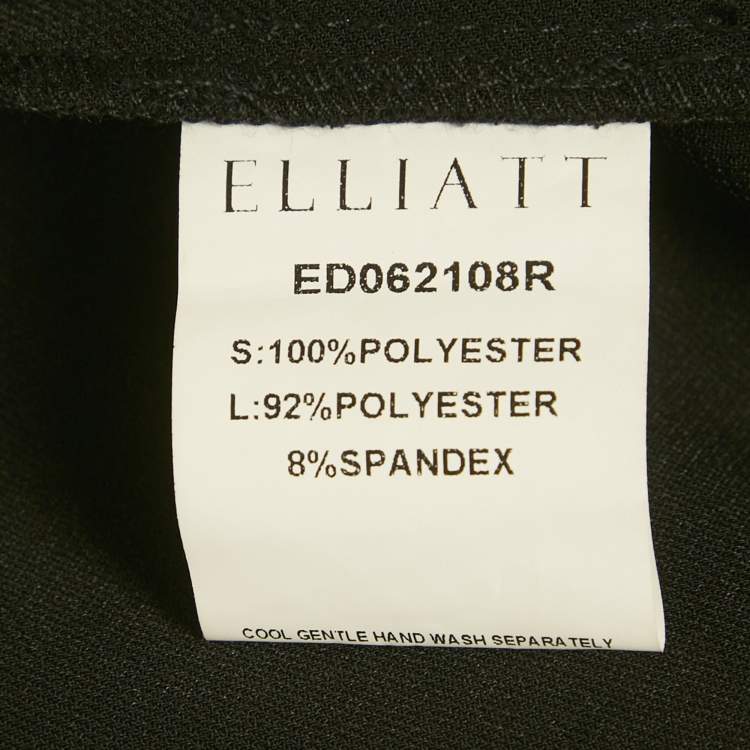 ELLIATT
ED062108R
S:100%POLYESTER
L:92%POLYESTER
8%SPANDEX
COOL GENTLE HAND WASH SEPARATELY